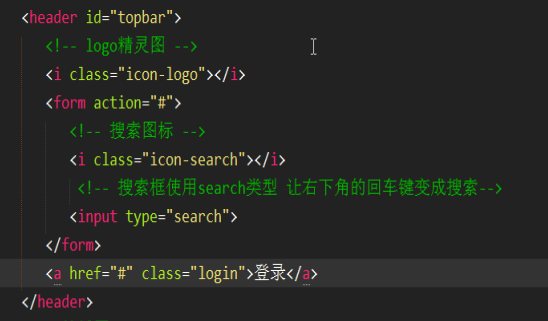 <header id="topbar">
<!-- logo精灵图 -->
<i class="icon-logo"></i>
<form action="#">
<!-- 搜索图标 -->
<i class="icon-search"></i>
<!-- 搜索框使用search类型 让右下角的回车键变成搜索-->
<input type="search">
</form>
<a href="#" class="login">登录</a>
</header>